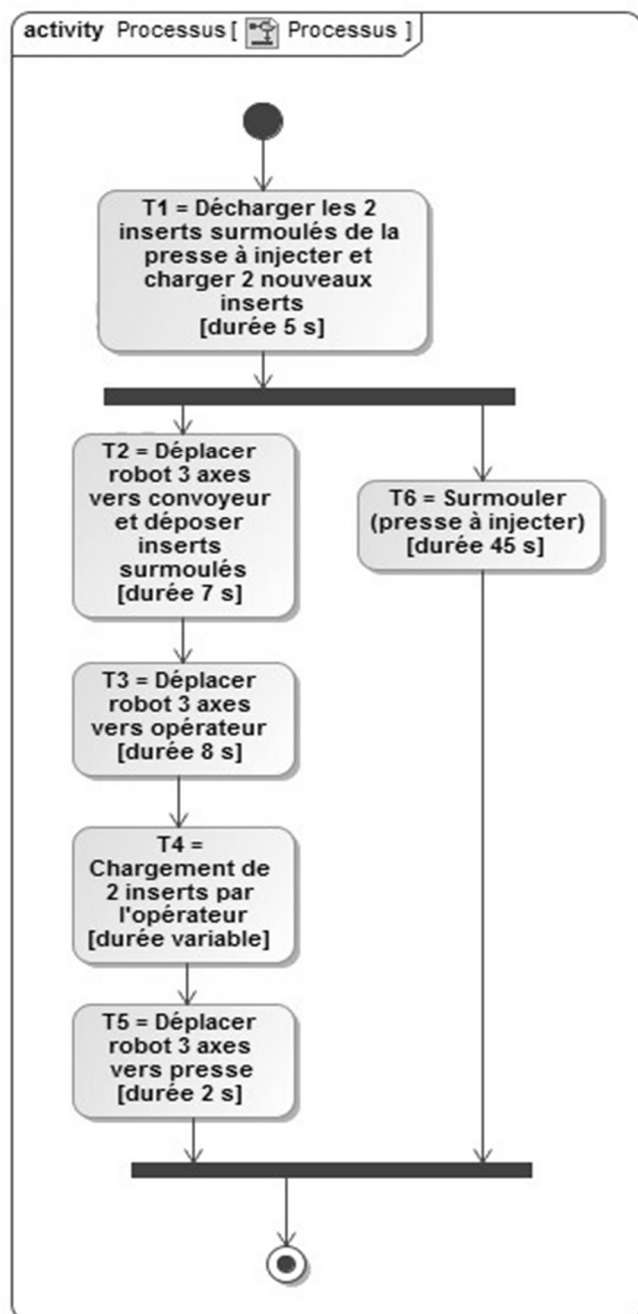 activity Processus [ Processus ]
T1 = Décharger les 2
inserts surmoulés de la
presse à injecter et
charger 2 nouveaux
inserts
[durée 5 s]
T2 = Déplacer
robot 3 axes
vers convoyeur
et déposer
inserts
surmoulés
[durée 7 s]
T6 = Surmouler
(presse à injecter)
[durée 45 s]
T3 = Déplacer
robot 3 axes
vers opérateur
[durée 8 s]
T4 =
Chargement de
2 inserts par
l'opérateur
[durée variable]
T5 = Déplacer
robot 3 axes
vers presse
[durée 2 s]